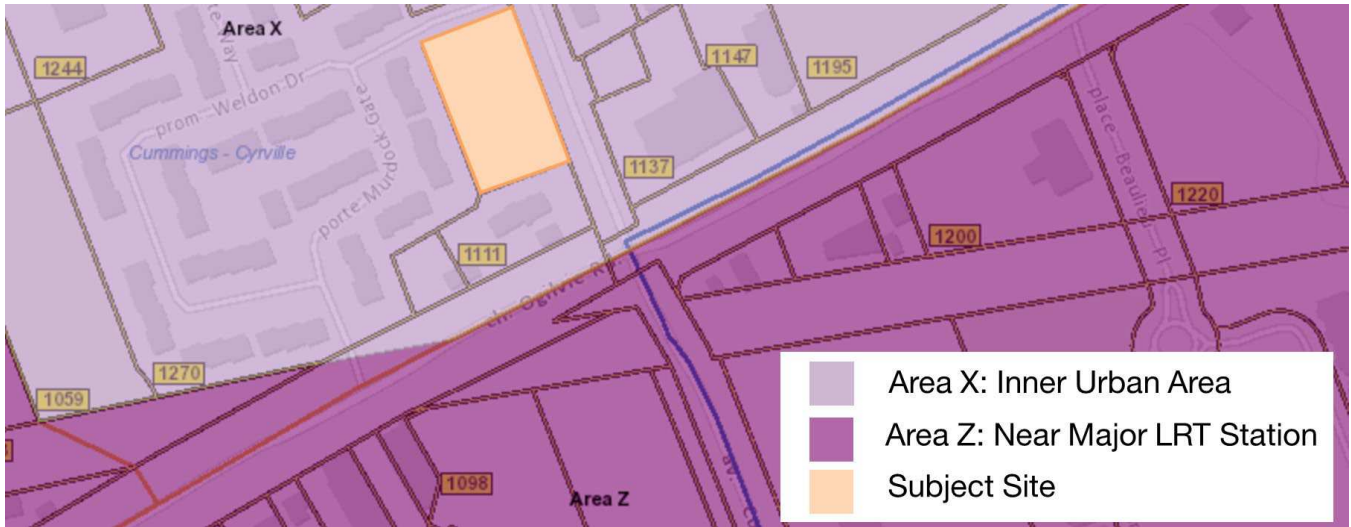 Area X
1244
1147
1195
prom Weldon Dr
porte Murdock Gate
Cummings - Cyrville
1137
1111
ch. Ogilvie Rd.
place Beaulieu Pl
1220
1200
1270
1059
1098
Area Z
Area X: Inner Urban Area
Area Z: Near Major LRT Station
Subject Site